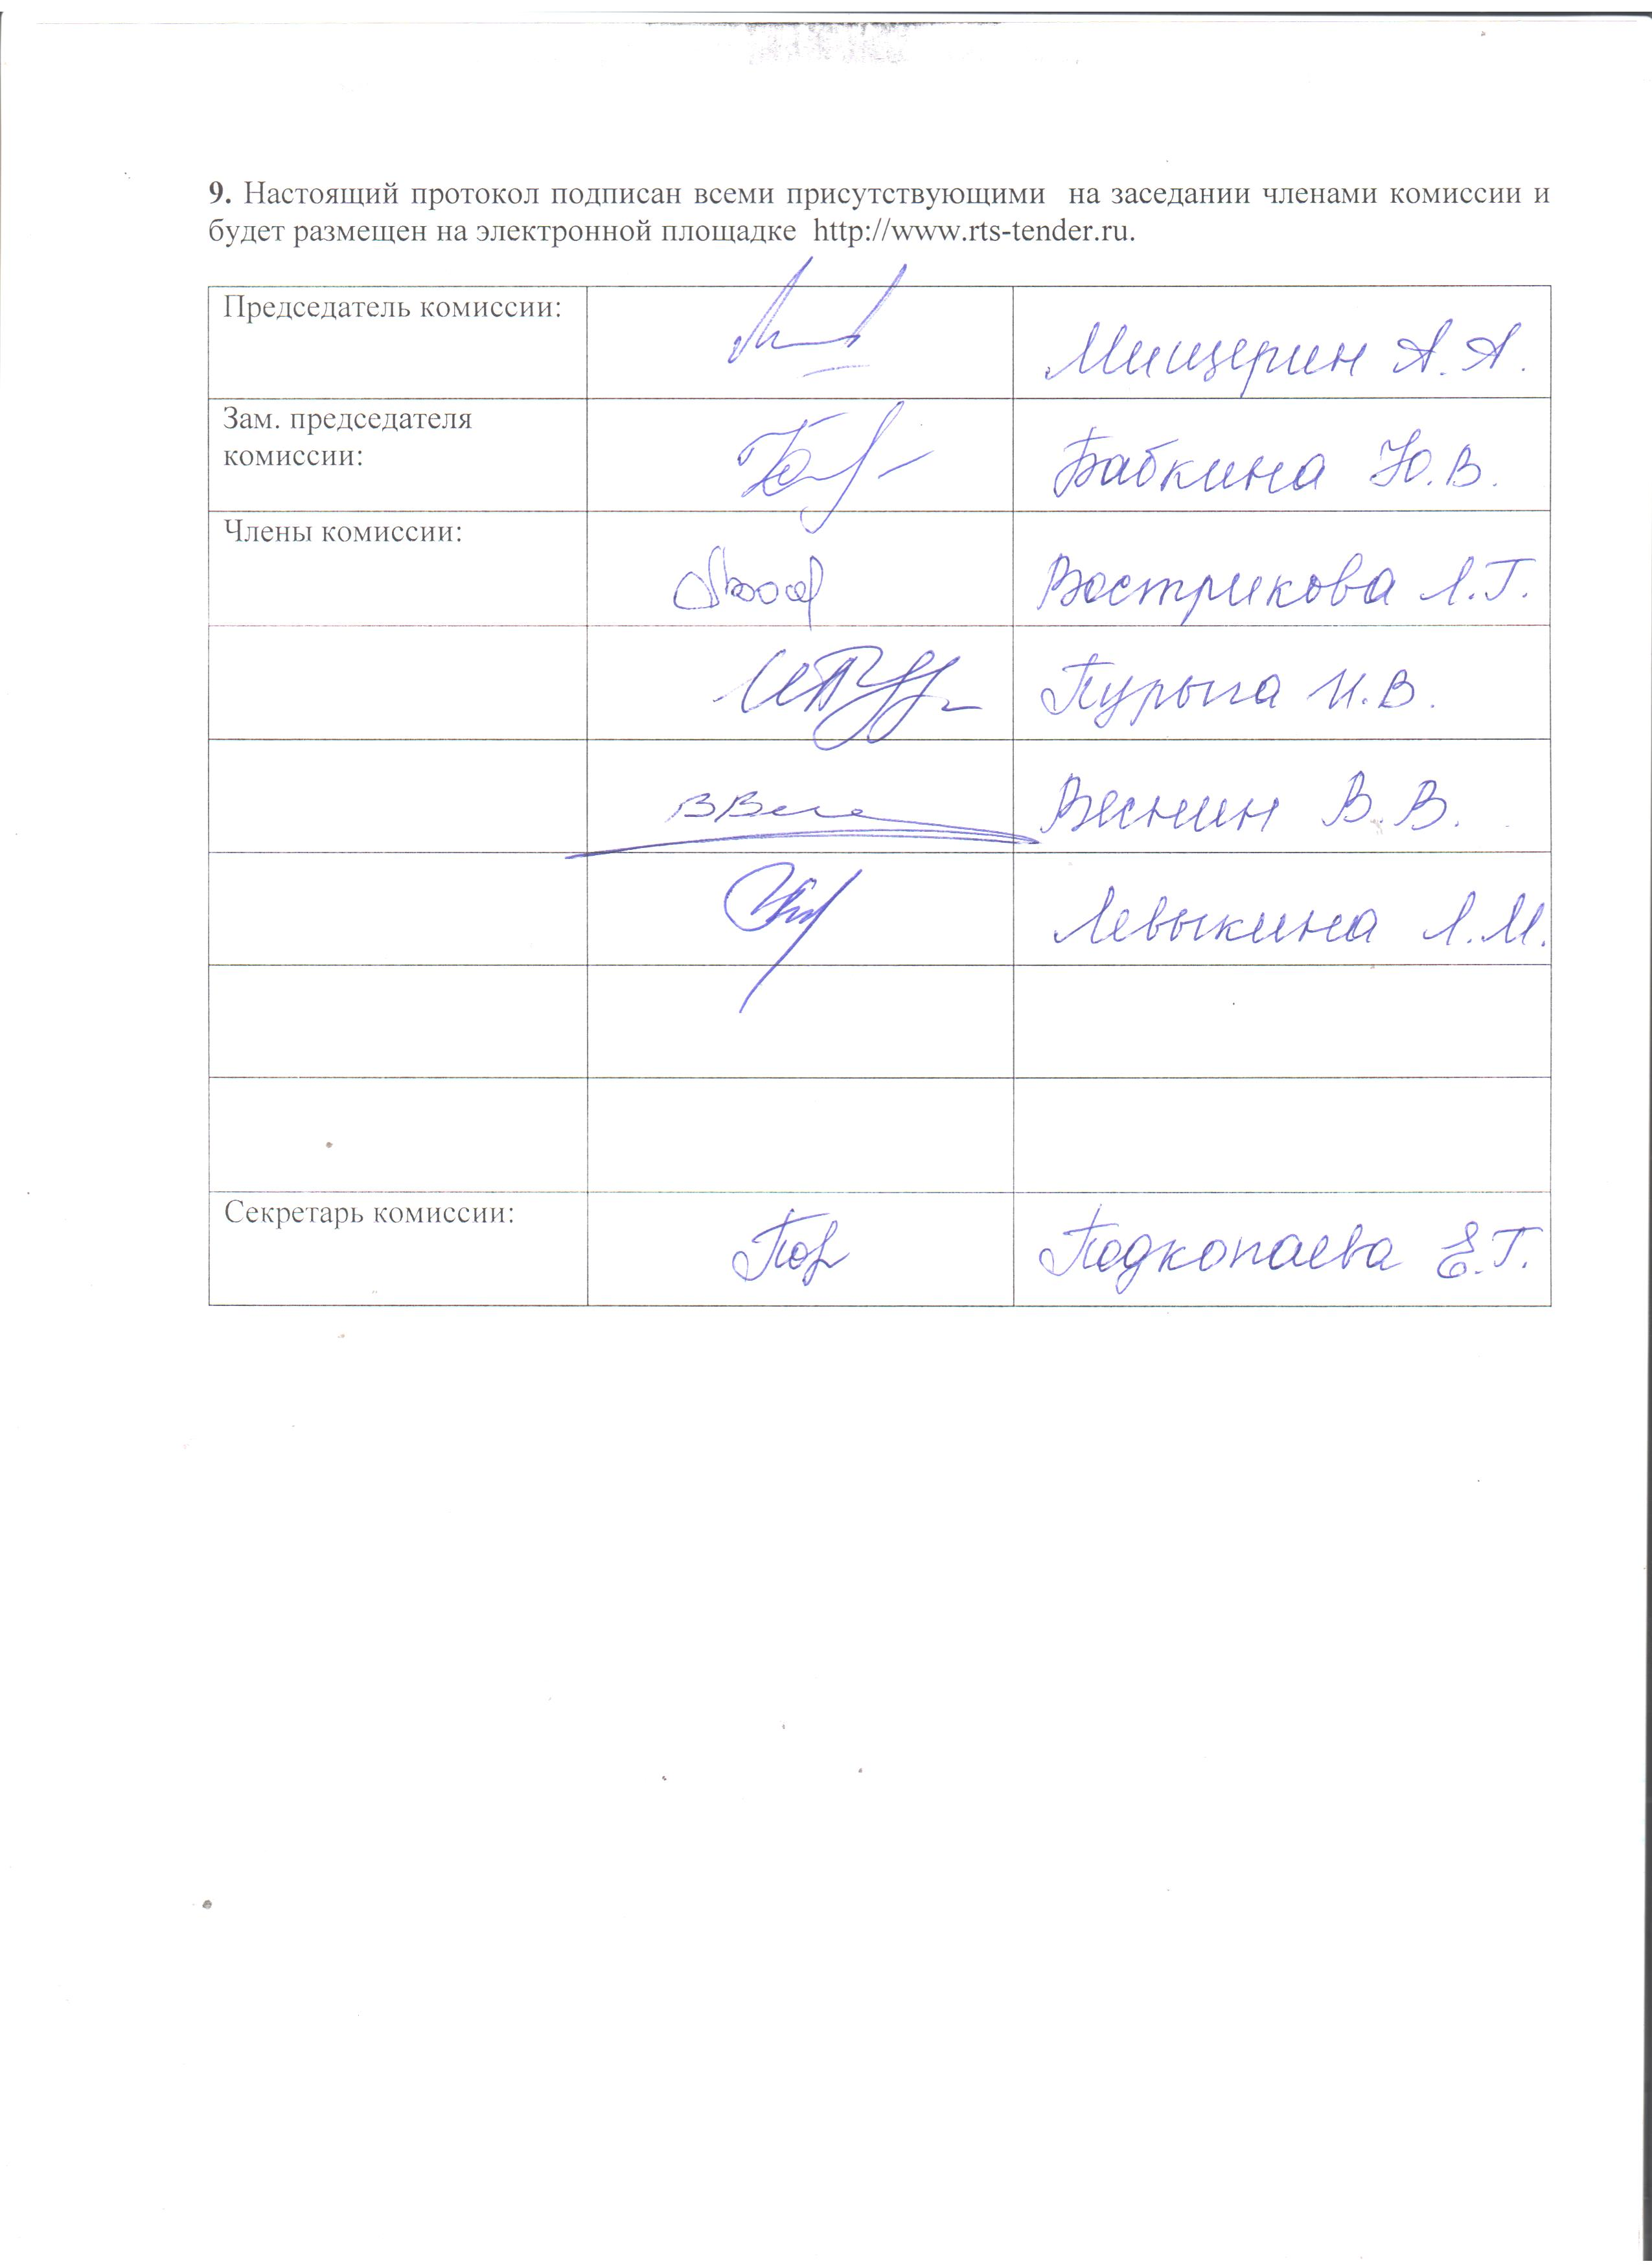 9. Настоящий протокол подписан всеми присутствующими на заседании членами комиссии и
будет размещен на электронной площадке http://www.rts-tender.ru.
Председатель комиссии:
Мищерин А.А.
Зам. председателя
комиссии:
Бабкина Ю.В.
Члены комиссии:
Вострикова Л.Г.
Пурыга И.В.
Веснин В.В.
Левыкина Л.М.
Секретарь комиссии:
Подкопаева Е.Г.